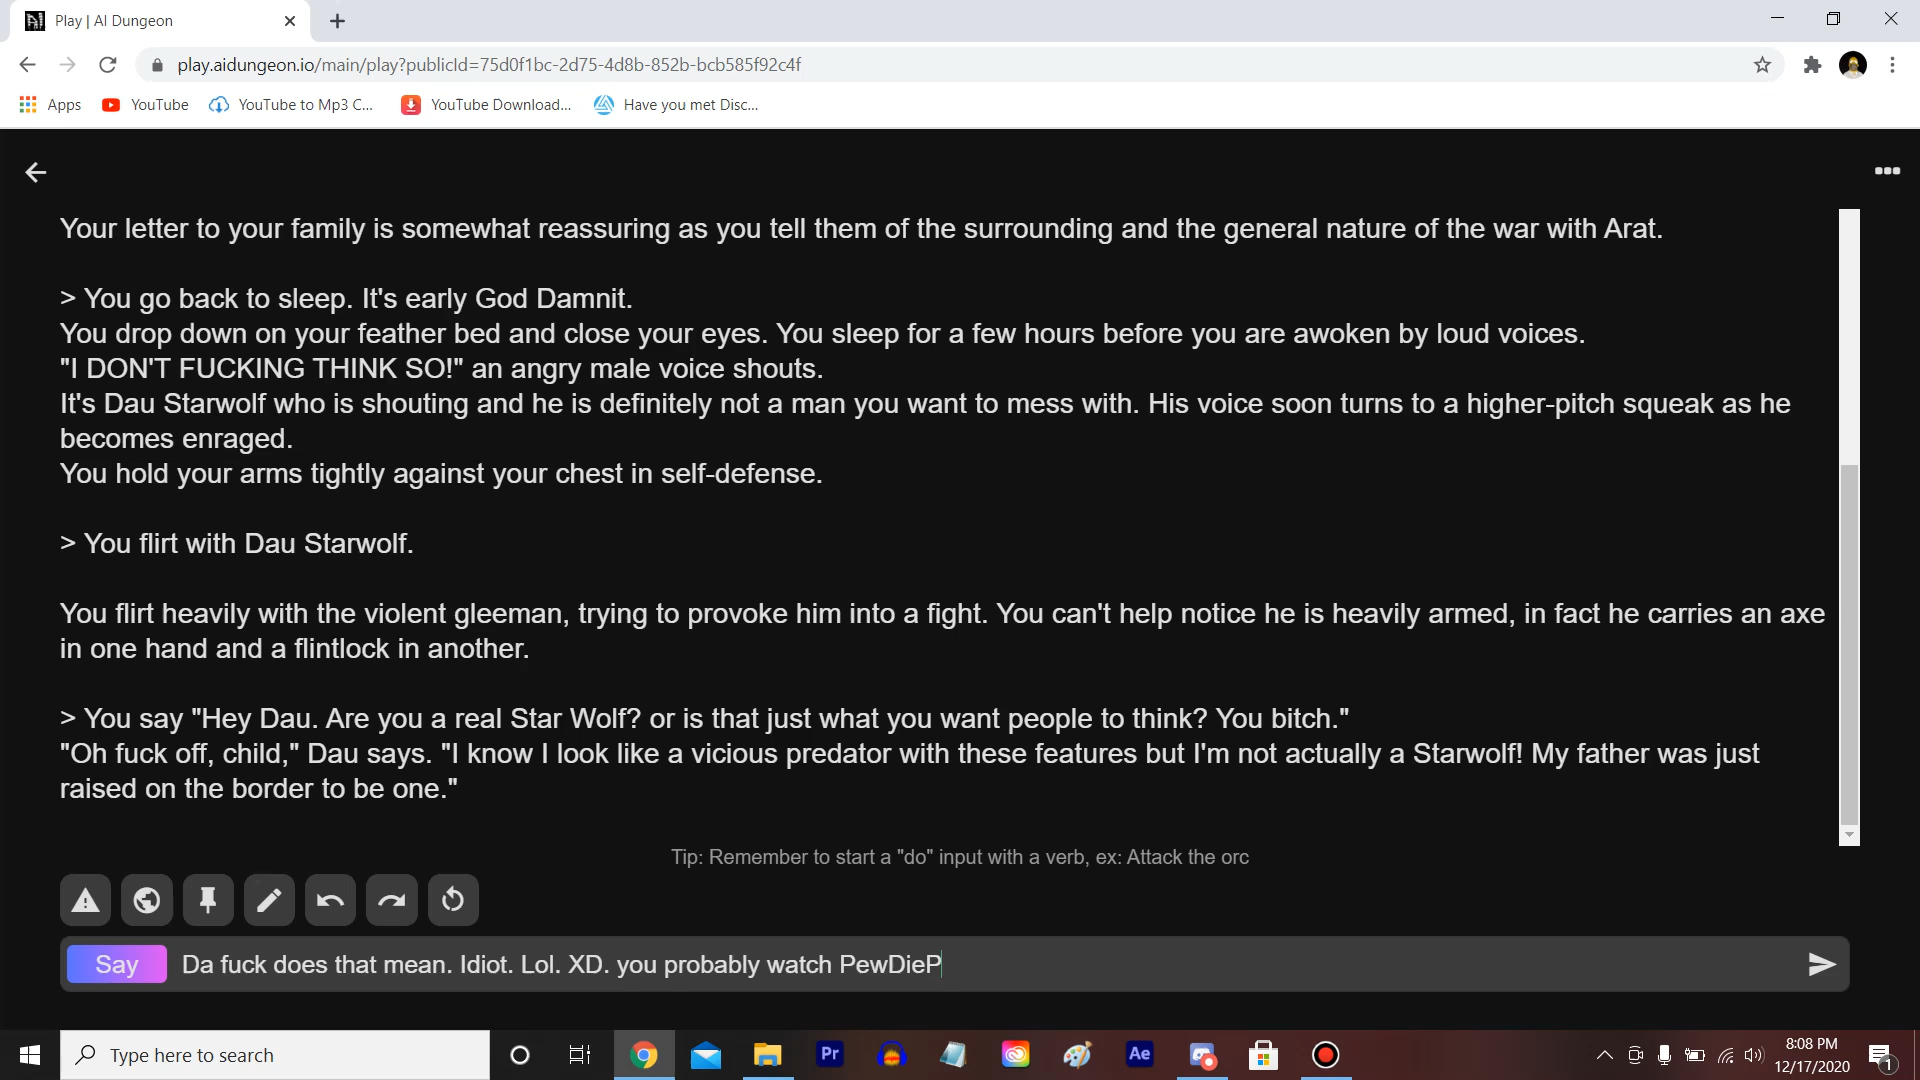 Play | AI Dungeon
play.aidungeon.io/main/play?publicId=75d0f1bc-2d75-4d8b-852b-bcb585f92c4f
Apps YouTube YouTube to Mp3 C... YouTube Download... Have you met Disc...
Your letter to your family is somewhat reassuring as you tell them of the surrounding and the general nature of the war with Arat.
> You go back to sleep. It's early God Damnit.
You drop down on your feather bed and close your eyes. You sleep for a few hours before you are awoken by loud voices.
"I DON'T FUCKING THINK SO!" an angry male voice shouts.
It's Dau Starwolf who is shouting and he is definitely not a man you want to mess with. His voice soon turns to a higher-pitch squeak as he
becomes enraged.
You hold your arms tightly against your chest in self-defense.
> You flirt with Dau Starwolf.
You flirt heavily with the violent gleeman, trying to provoke him into a fight. You can't help notice he is heavily armed, in fact he carries an axe
in one hand and a flintlock in another.
> You say "Hey Dau. Are you a real Star Wolf? or is that just what you want people to think? You bitch."
"Oh fuck off, child," Dau says. "I know I look like a vicious predator with these features but I'm not actually a Starwolf! My father was just
raised on the border to be one."
Tip: Remember to start a "do" input with a verb, ex: Attack the orc
Say Da fuck does that mean. Idiot. Lol. XD. you probably watch PewDieP
Type here to search
Pr
Ae
8:08 PM
12/17/2020
1